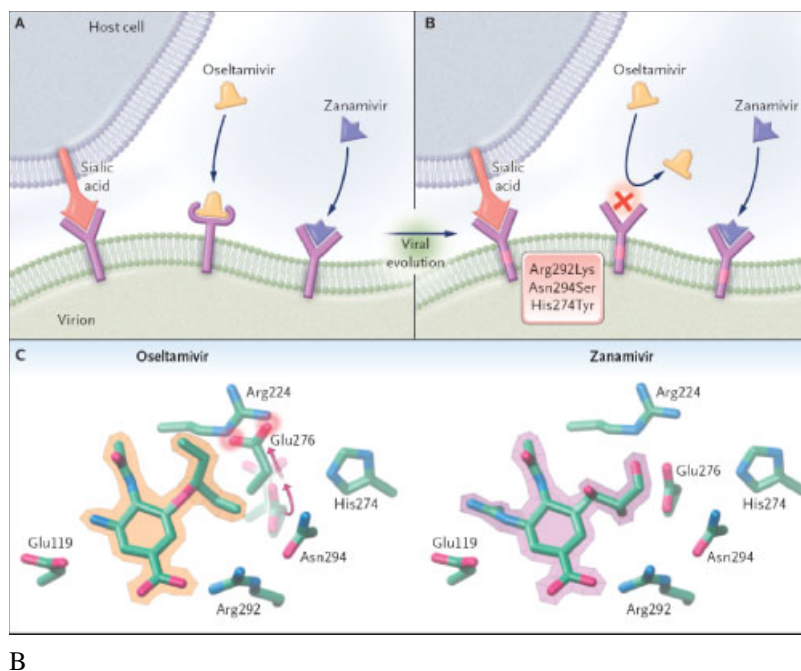 A
Host cell
Oseltamivir
Zanamivir
Sialic
acid
Virion
Viral
evolution
B
Oseltamivir
Zanamivir
Sialic
acid
Arg292Lys
Asn294Ser
His274Tyr
C
Oseltamivir
Arg224
Glu276
His274
Glu119
Asn294
Arg292
Zanamivir
Arg224
Glu276
His274
Glu119
Asn294
Arg292
B